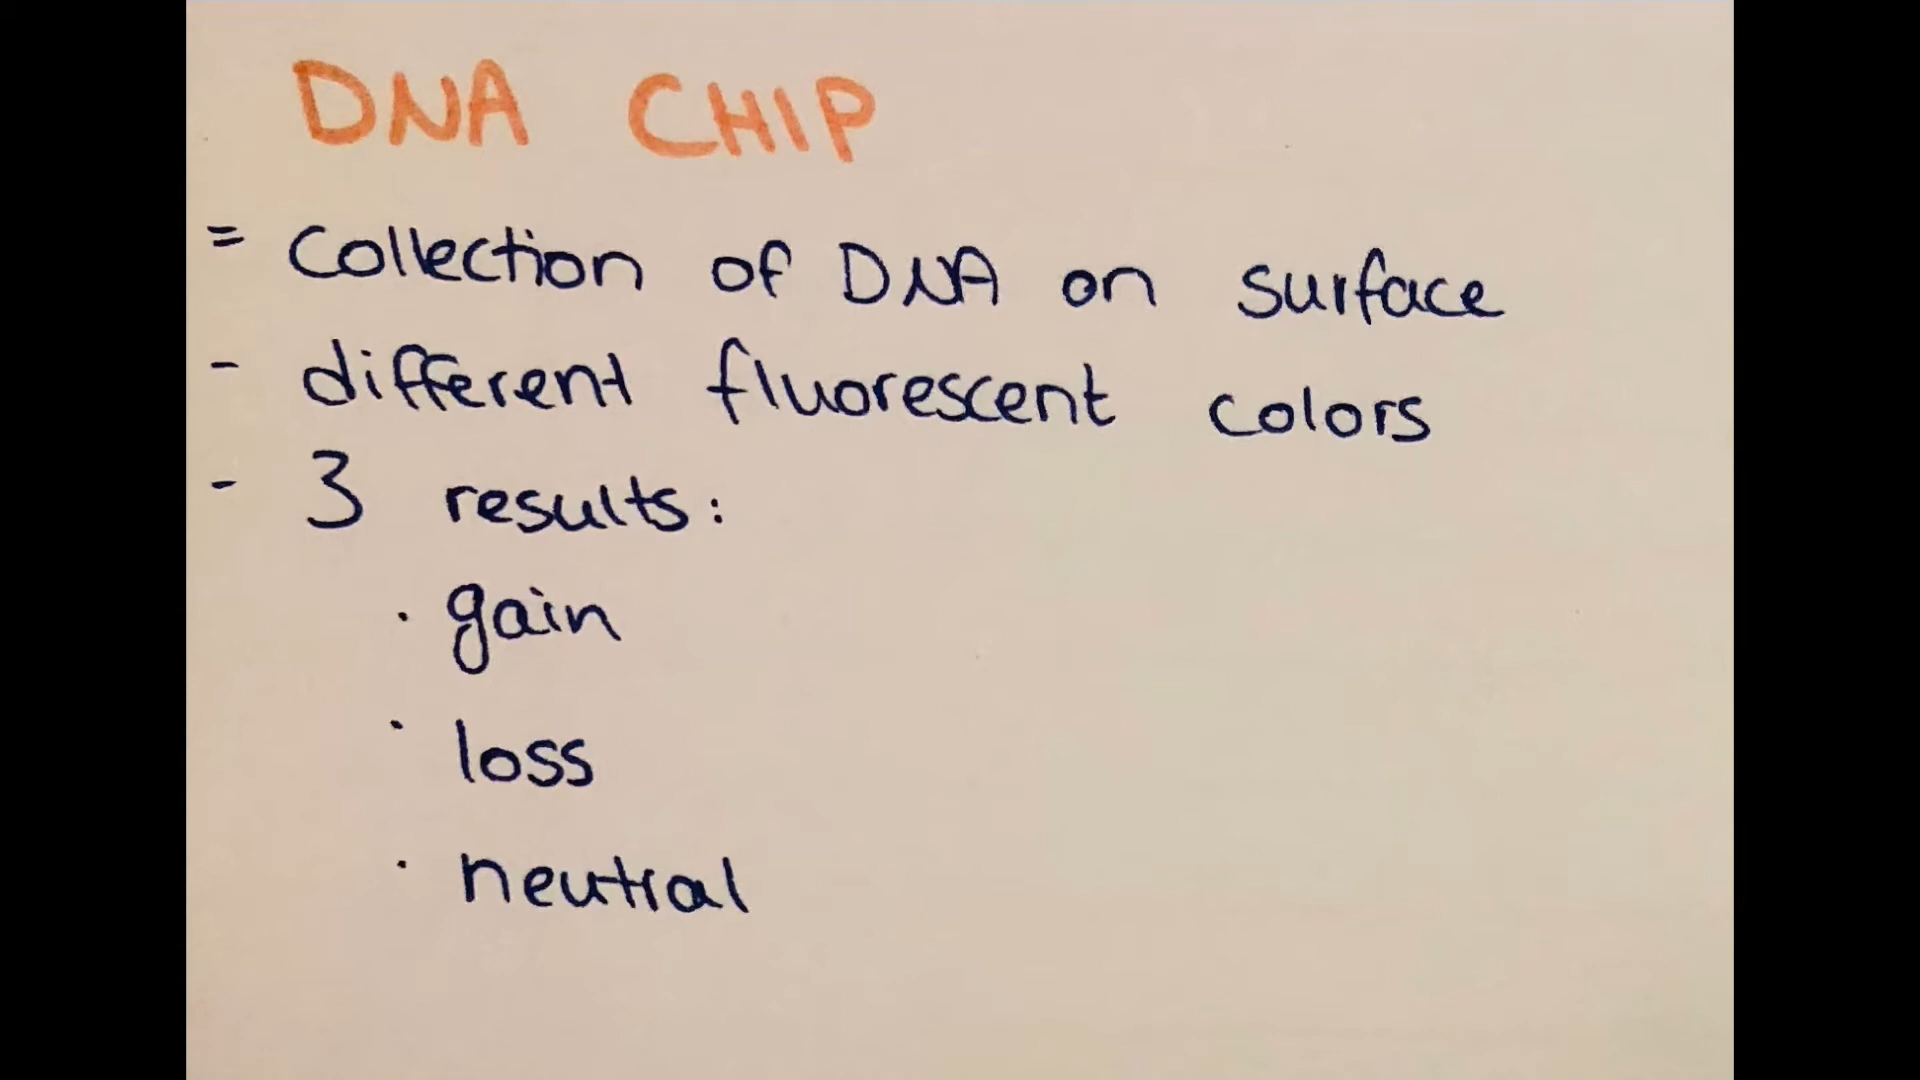 DNA CHIP
= collection of DNA on surface
- different fluorescent colors
- 3 results:
· gain
· loss
· neutral